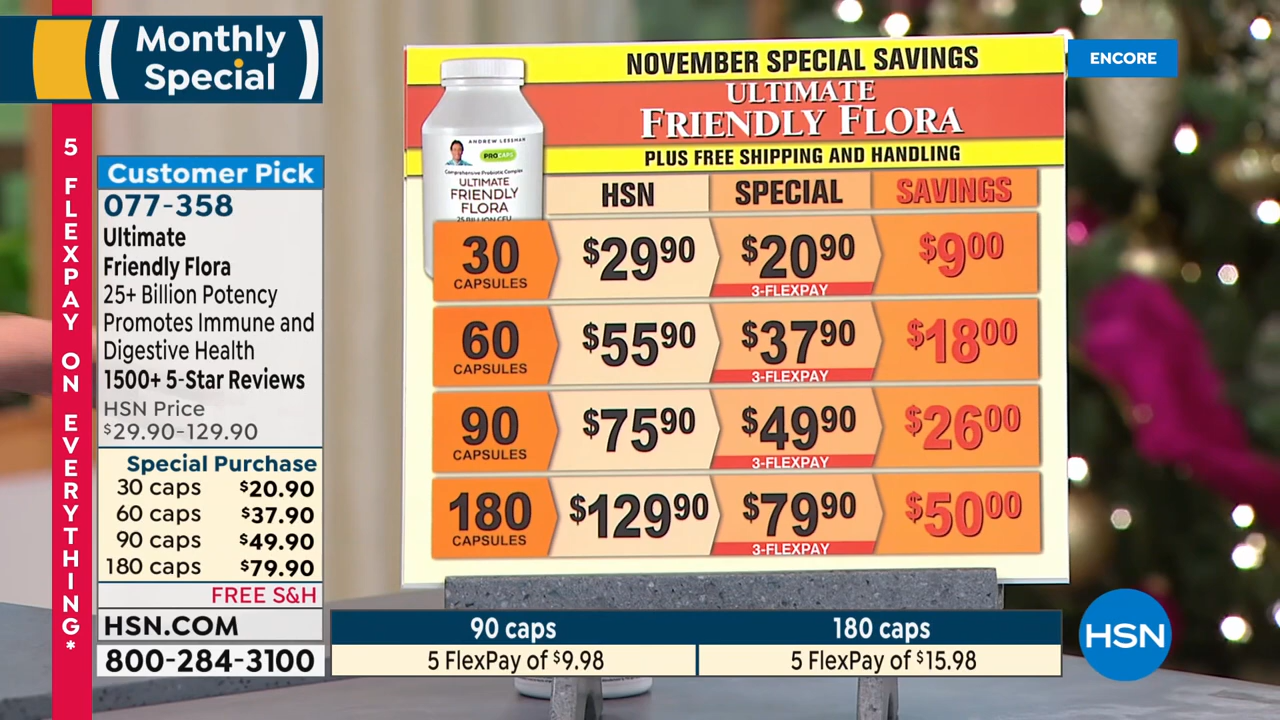 ( Monthly
Special )
5 FLEXPAY ON EVERYTHING*
Customer Pick
077-358
Ultimate
Friendly Flora
25+ Billion Potency
Promotes Immune and
Digestive Health
1500+ 5-Star Reviews
HSN Price
$29.90-129.90
Special Purchase
30 caps $20.90
60 caps $37.90
90 caps $49.90
180 caps $79.90
FREE S&H
HSN.COM
800-284-3100
NOVEMBER SPECIAL SAVINGS
ULTIMATE
FRIENDLY FLORA
PLUS FREE SHIPPING AND HANDLING
HSN SPECIAL SAVINGS
30 CAPSULES $29.90 $20.90 $9.00
3-FLEXPAY
60 CAPSULES $55.90 $37.90 $18.00
3-FLEXPAY
90 CAPSULES $75.90 $49.90 $26.00
3-FLEXPAY
180 CAPSULES $129.90 $79.90 $50.00
3-FLEXPAY
ANDREW LESSMAN
PROCAPS
Comprehensive Probiotic Complex
ULTIMATE
FRIENDLY
FLORA
25 BILLION CFU
ENCORE
90 caps 180 caps
5 FlexPay of $9.98 5 FlexPay of $15.98
HSN